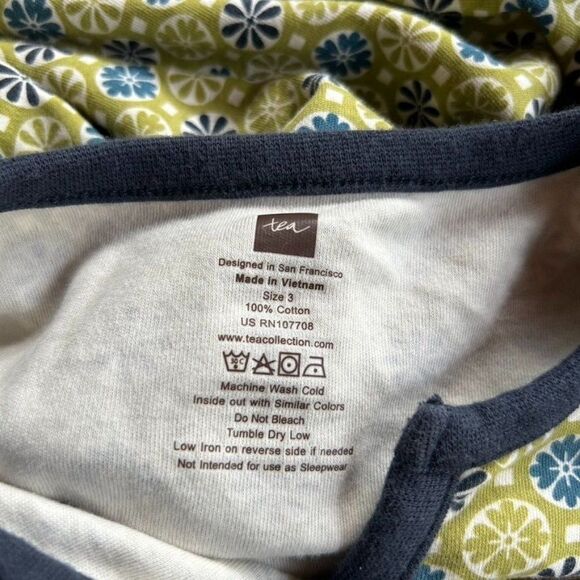 tea
Designed in San Francisco
Made in Vietnam
Size 3
100% Cotton
US RN107708
www.teacollection.com
Machine Wash Cold
Inside out with Similar Colors
Do Not Bleach
Tumble Dry Low
Low Iron on reverse side if needed
Not Intended for use as Sleepwear